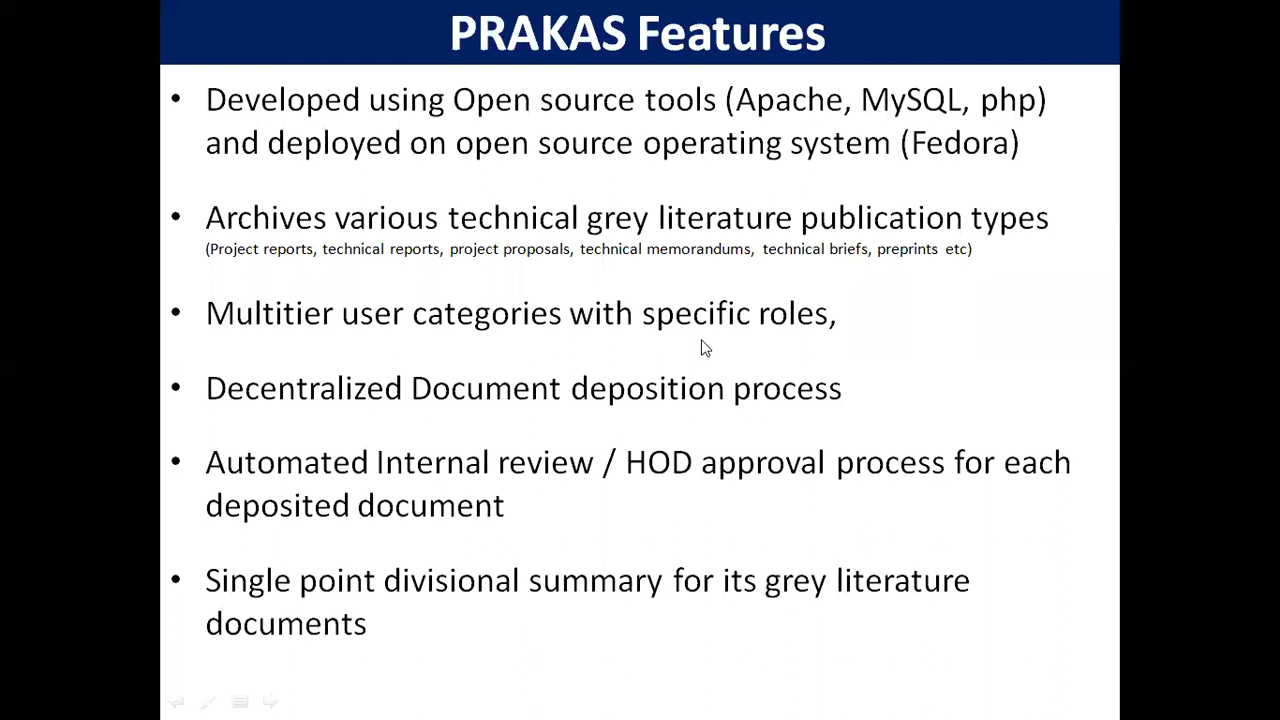 PRAKAS Features
• Developed using Open source tools (Apache, MySQL, php)
and deployed on open source operating system (Fedora)
• Archives various technical grey literature publication types
(Project reports, technical reports, project proposals, technical memorandums, technical briefs, preprints etc)
• Multitier user categories with specific roles,
• Decentralized Document deposition process
• Automated Internal review / HOD approval process for each
deposited document
• Single point divisional summary for its grey literature
documents